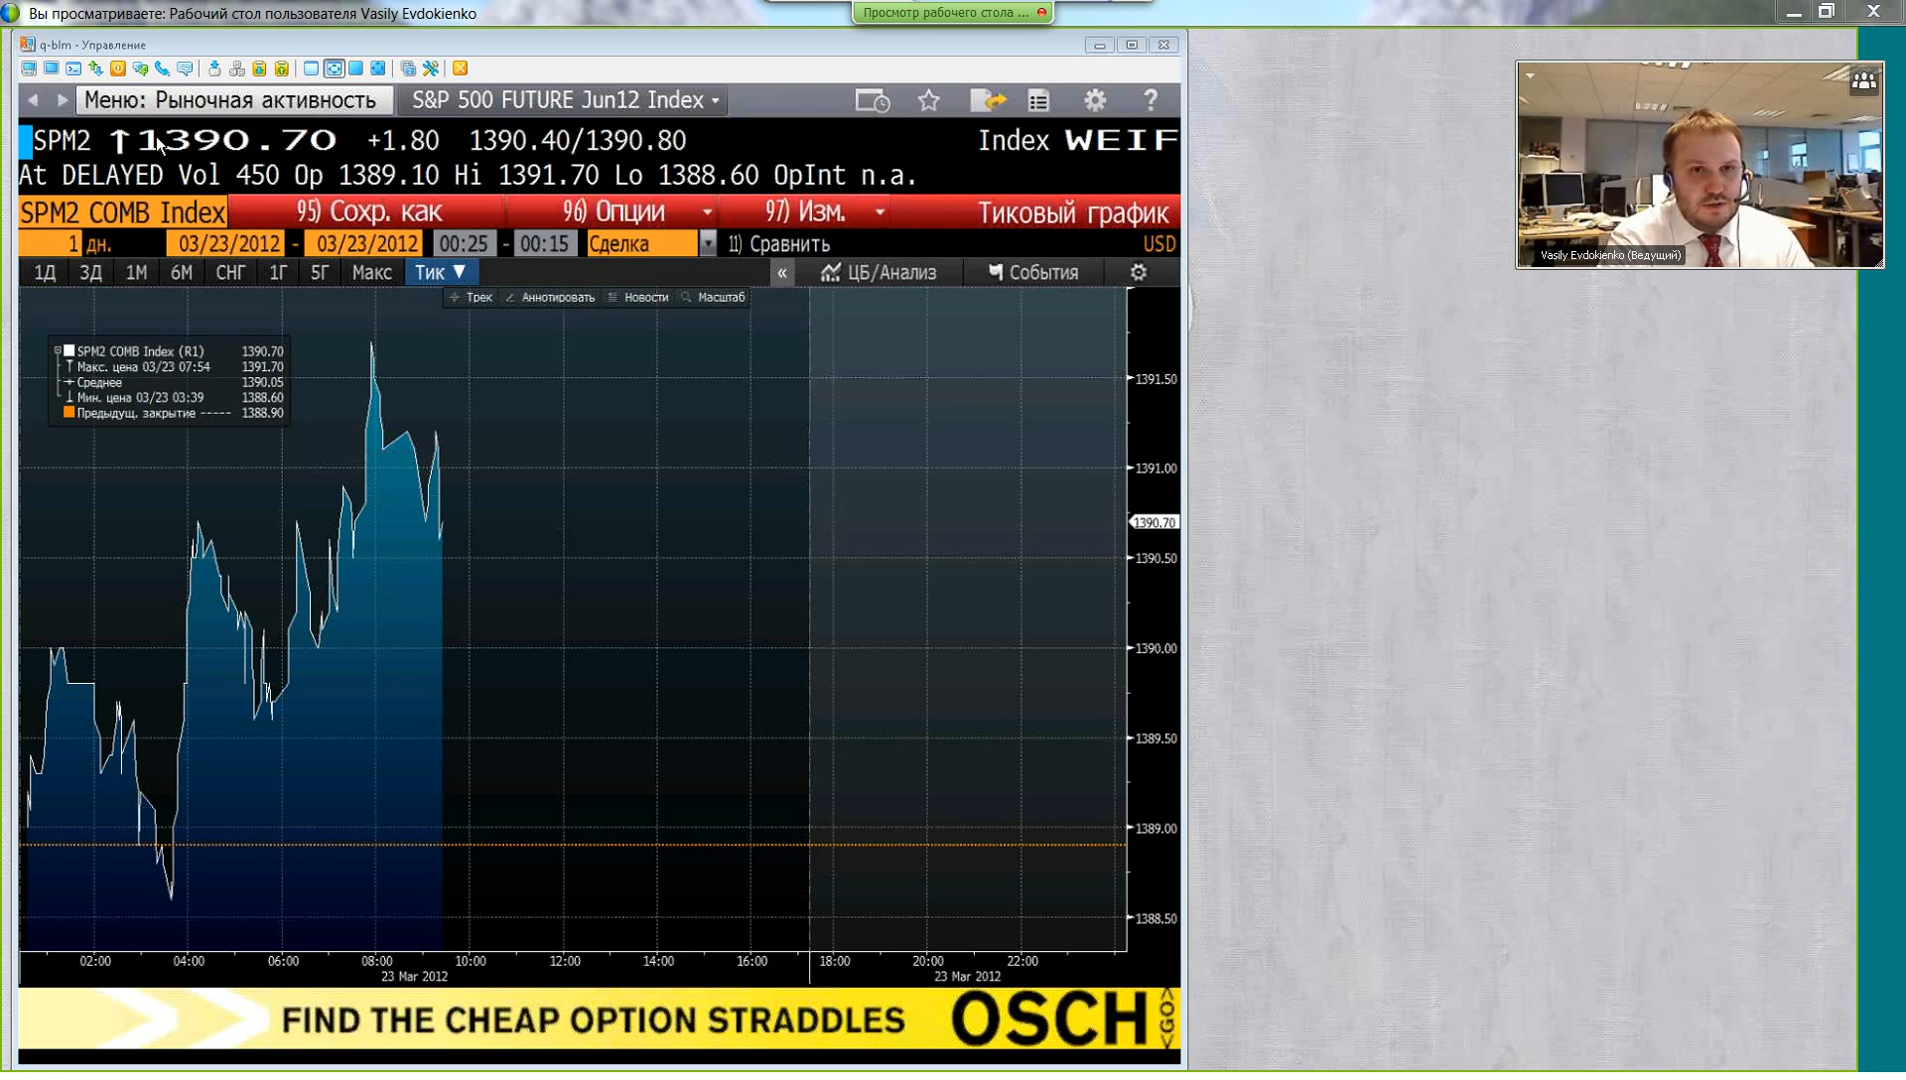 Вы просматриваете: Рабочий стол пользователя Vasily Evdokienko
Просмотр рабочего стола ...
q-blm - Управление
Меню: Рыночная активность
S&P 500 FUTURE Jun12 Index
SPM2 ↑1390.70 +1.80 1390.40/1390.80 Index WEIF
At DELAYED Vol 450 Op 1389.10 Hi 1391.70 Lo 1388.60 OpInt n.a.
SPM2 COMB Index 95) Сохр. как 96) Опции 97) Изм. Тиковый график
1 дн. 03/23/2012 - 03/23/2012 00:25 - 00:15 Сделка 11) Сравнить USD
1Д 3Д 1М 6М СНГ 1Г 5Г Макс Тик ▼ « ЦБ/Анализ События
Трек Аннотировать Новости Масштаб
SPM2 COMB Index (R1) 1390.70
Макс. цена 03/23 07:54 1391.70
Среднее 1390.05
Мин. цена 03/23 03:39 1388.60
Предыдущ. закрытие ----- 1388.90
1391.50
1391.00
1390.70
1390.50
1390.00
1389.50
1389.00
1388.50
02:00 04:00 06:00 08:00 10:00 12:00 14:00 16:00 18:00 20:00 22:00
23 Mar 2012 23 Mar 2012
FIND THE CHEAP OPTION STRADDLES OSCH <GO>
Vasily Evdokienko (Ведущий)